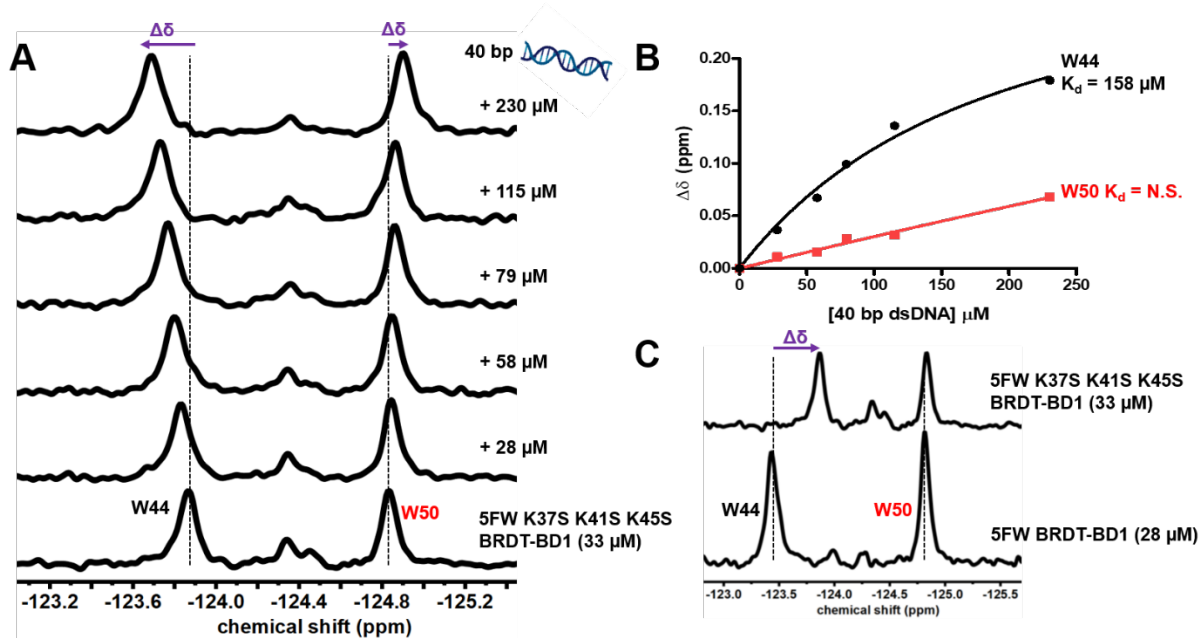 A
Δδ
Δδ
40 bp
+ 230 µM
+ 115 µM
+ 79 µM
+ 58 µM
+ 28 µM
W44
W50
5FW K37S K41S K45S
BRDT-BD1 (33 µM)
-123.2
-123.6
-124.0
-124.4
-124.8
-125.2
chemical shift (ppm)
B
0.20
0.15
0.10
0.05
0.00
Δδ (ppm)
0
50
100
150
200
250
[40 bp dsDNA] µM
W44
Kd = 158 µM
W50 Kd = N.S.
C
Δδ
5FW K37S K41S K45S
BRDT-BD1 (33 µM)
W44
W50
5FW BRDT-BD1 (28 µM)
-123.0
-123.5
-124.0
-124.5
-125.0
-125.5
chemical shift (ppm)